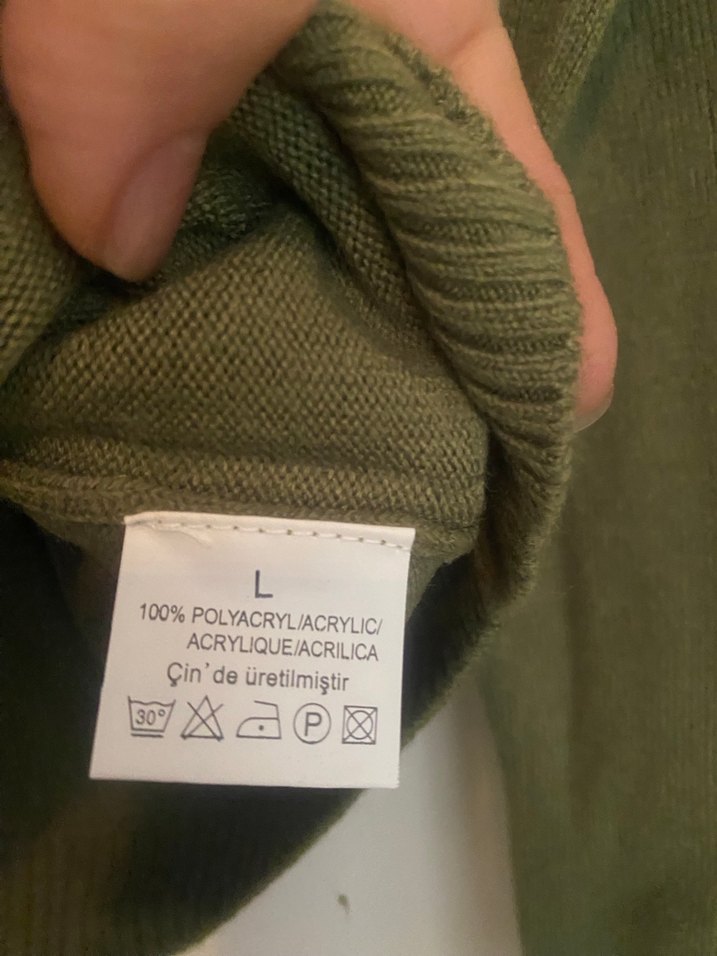 L
100% POLYACRYL/ACRYLIC/
ACRYLIQUE/ACRILICA
Çin'de üretilmiştir
30° P